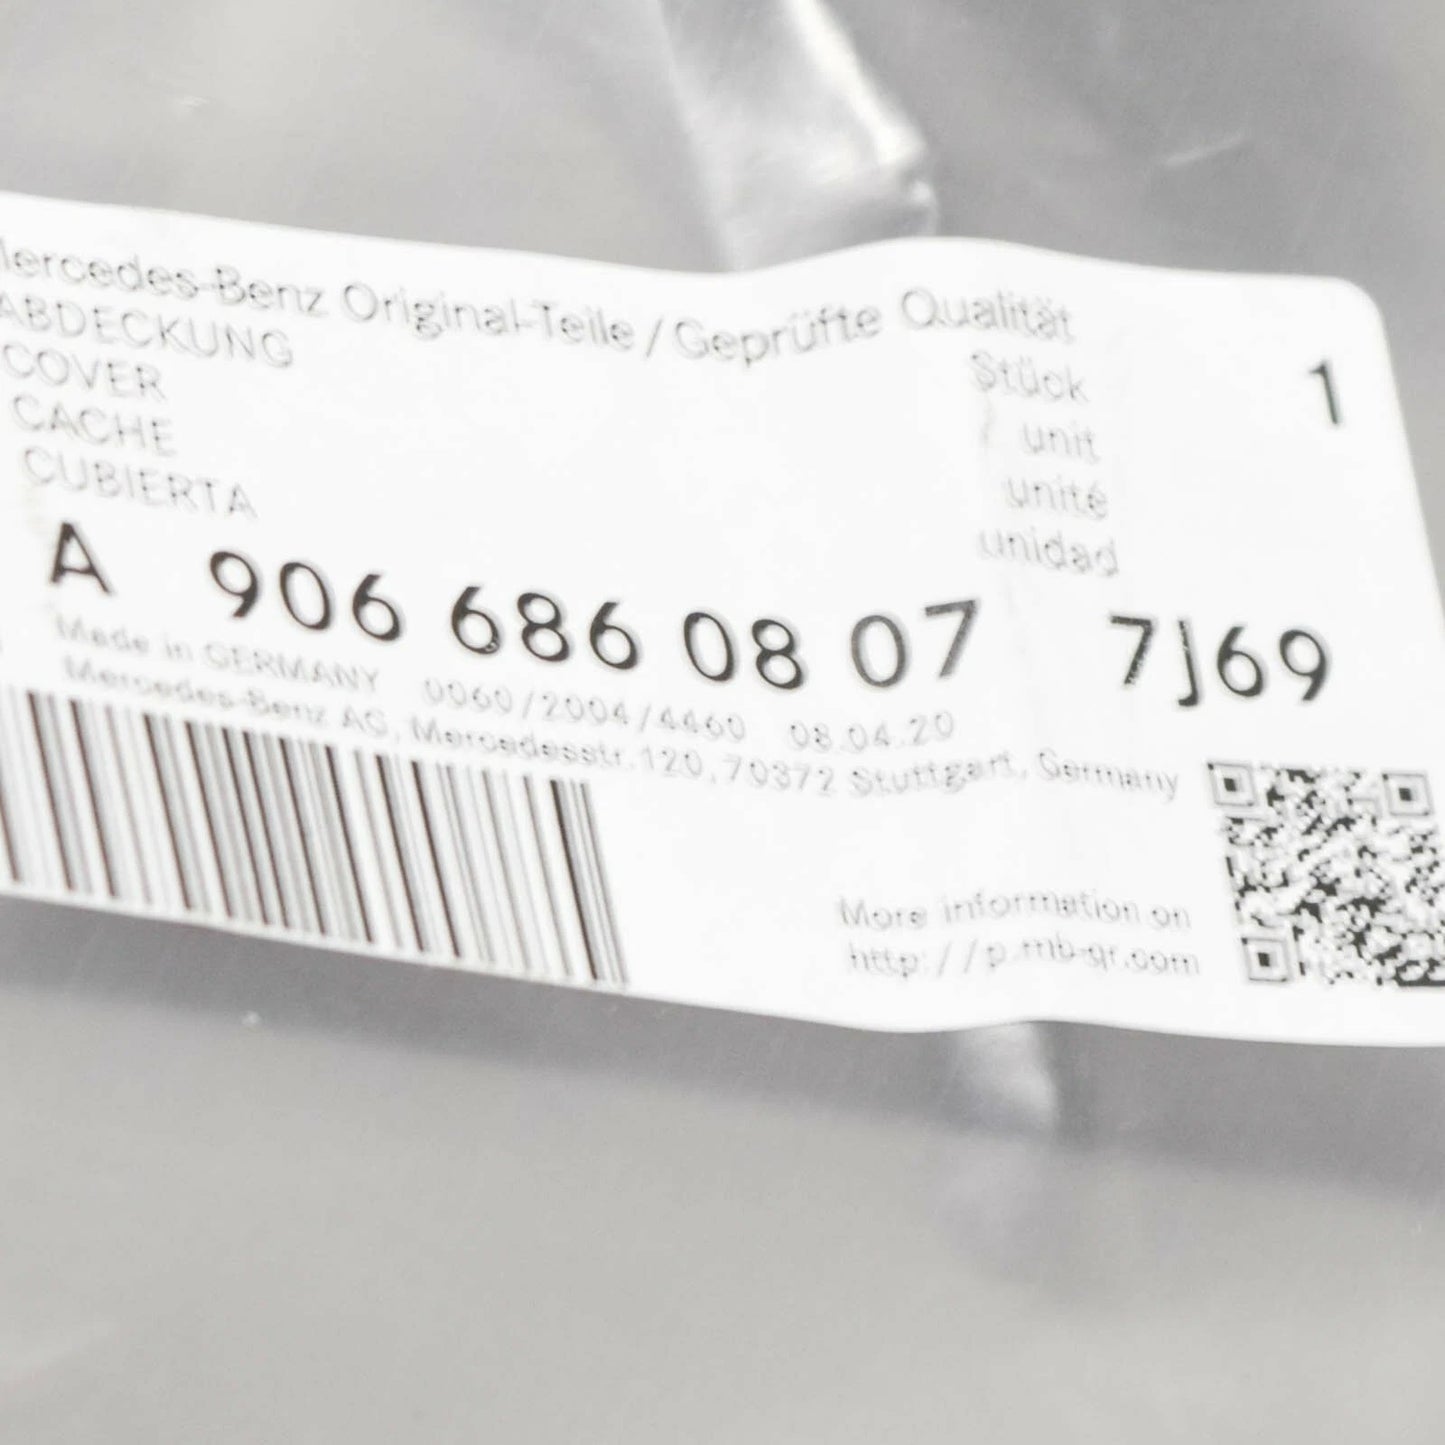 Mercedes-Benz Original-Teile / Geprüfte Qualität
ABDECKUNG
COVER
CACHE
CUBIERTA
Stück 1
unit
unité
unidad
A 906 686 08 07 7J69
Made in GERMANY 0060/2004/4460 08.04.20
Mercedes-Benz AG, Mercedesstr.120,70372 Stuttgart, Germany
More information on
http://p.mb-qr.com